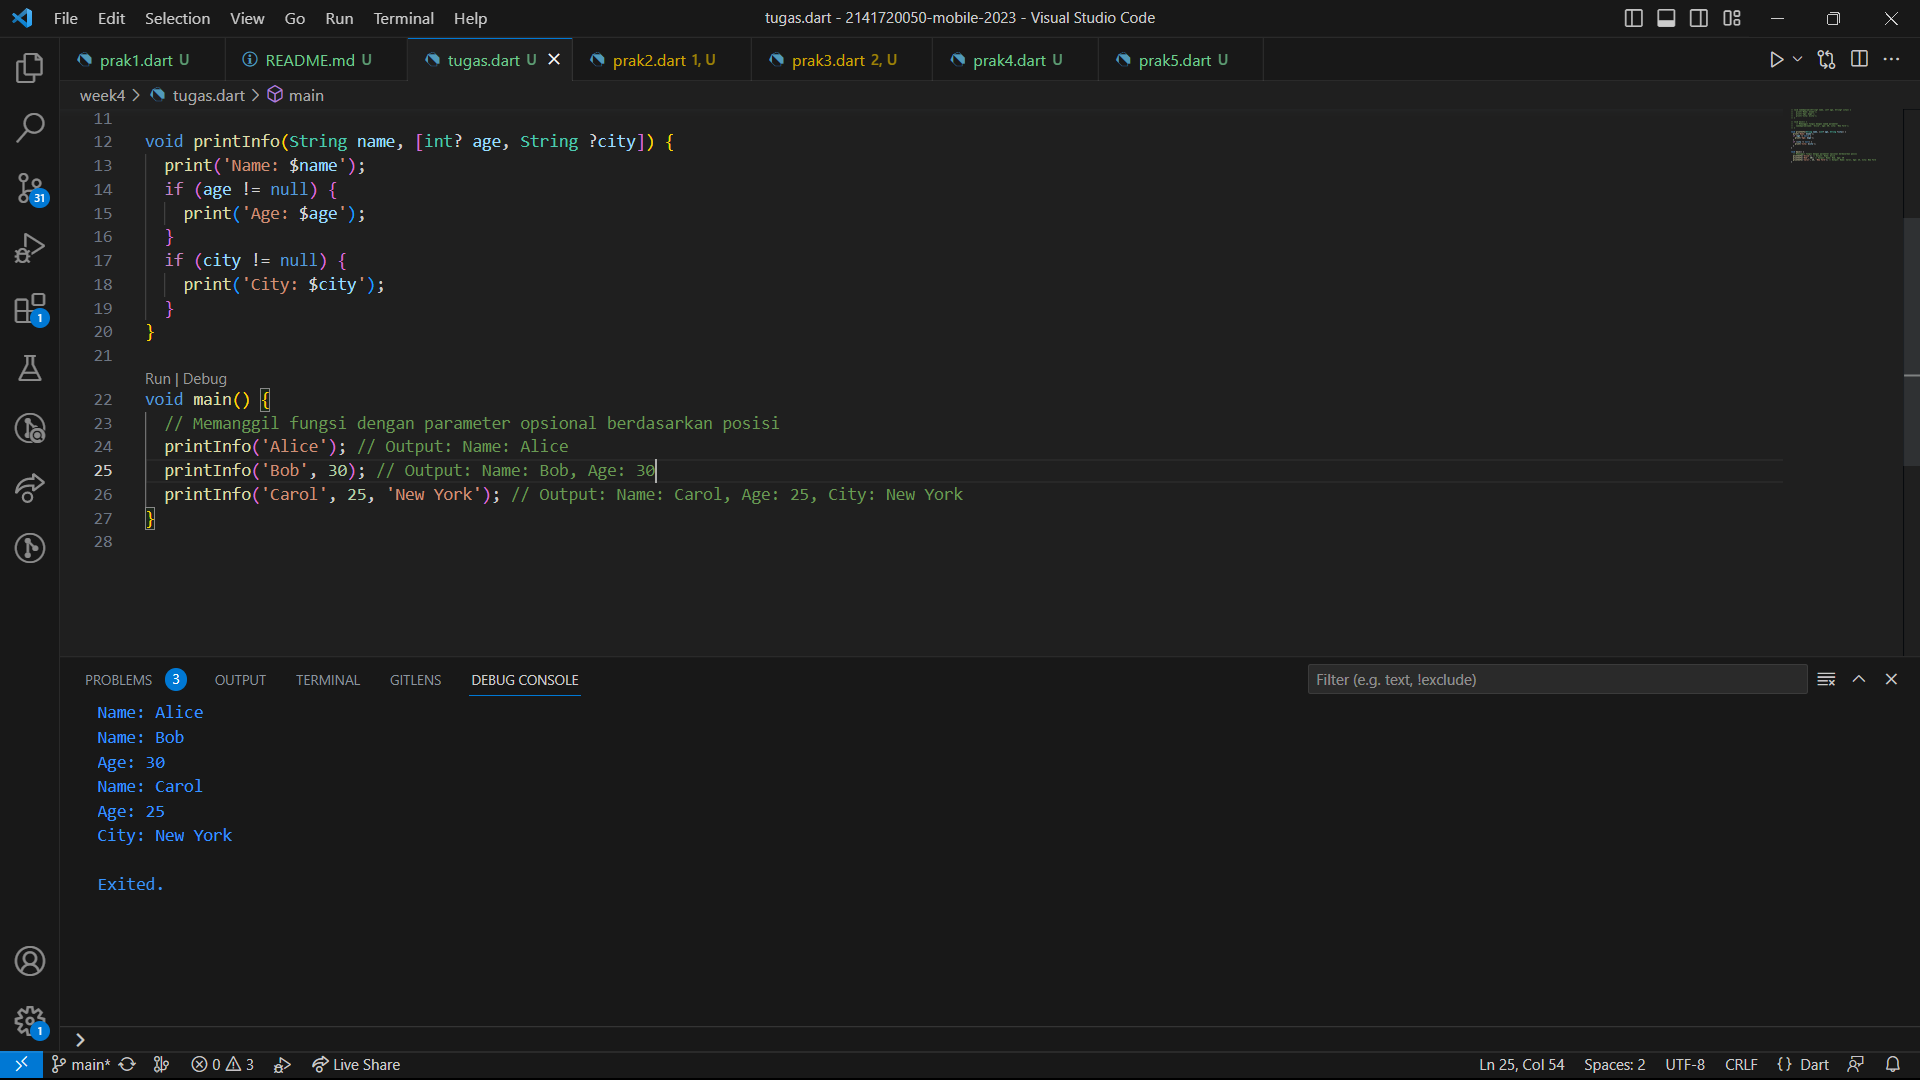 File Edit Selection View Go Run Terminal Help
tugas.dart - 2141720050-mobile-2023 - Visual Studio Code
prak1.dart U
README.md U
tugas.dart U
prak2.dart 1, U
prak3.dart 2, U
prak4.dart U
prak5.dart U
week4 > tugas.dart > main
11
12 void printInfo(String name, [int? age, String ?city]) {
13   print('Name: $name');
14   if (age != null) {
15     print('Age: $age');
16   }
17   if (city != null) {
18     print('City: $city');
19   }
20 }
21
Run | Debug
22 void main() {
23   // Memanggil fungsi dengan parameter opsional berdasarkan posisi
24   printInfo('Alice'); // Output: Name: Alice
25   printInfo('Bob', 30); // Output: Name: Bob, Age: 30
26   printInfo('Carol', 25, 'New York'); // Output: Name: Carol, Age: 25, City: New York
27 }
28
31
1
PROBLEMS 3 OUTPUT TERMINAL GITLENS DEBUG CONSOLE
Filter (e.g. text, !exclude)
Name: Alice
Name: Bob
Age: 30
Name: Carol
Age: 25
City: New York
Exited.
1
main* 0 3 Live Share
Ln 25, Col 54 Spaces: 2 UTF-8 CRLF {} Dart